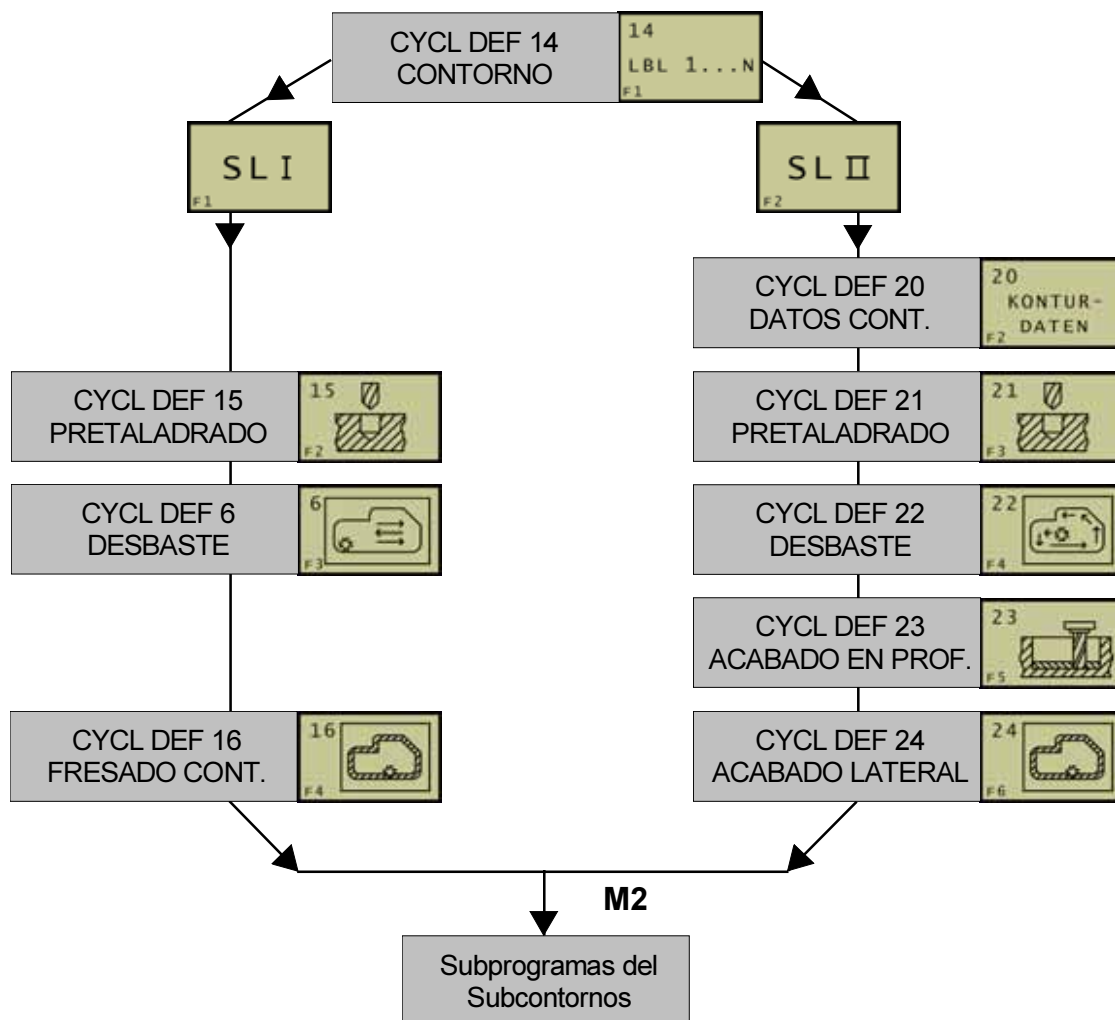 CYCL DEF 14
CONTORNO
14
LBL 1...N
F1
SL I
F1
SL II
F2
CYCL DEF 20
DATOS CONT.
20
KONTUR-
DATEN
F2
CYCL DEF 15
PRETALADRADO
15
F2
CYCL DEF 21
PRETALADRADO
21
F3
CYCL DEF 6
DESBASTE
6
F3
CYCL DEF 22
DESBASTE
22
F4
CYCL DEF 23
ACABADO EN PROF.
23
F5
CYCL DEF 16
FRESADO CONT.
16
F4
CYCL DEF 24
ACABADO LATERAL
24
F6
M2
Subprogramas del
Subcontornos